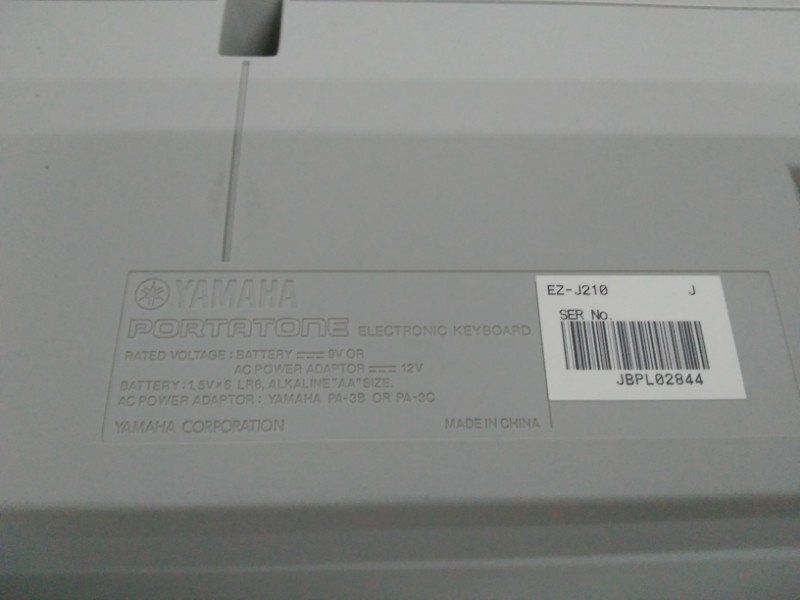 YAMAHA
PORTATONE ELECTRONIC KEYBOARD
RATED VOLTAGE : BATTERY ⎓ 9V OR
AC POWER ADAPTOR ⎓ 12V
BATTERY : 1.5V×6 LR6, ALKALINE "AA" SIZE.
AC POWER ADAPTOR : YAMAHA PA-3B OR PA-3C
YAMAHA CORPORATION MADE IN CHINA
EZ-J210 J
SER No.
JBPL02844